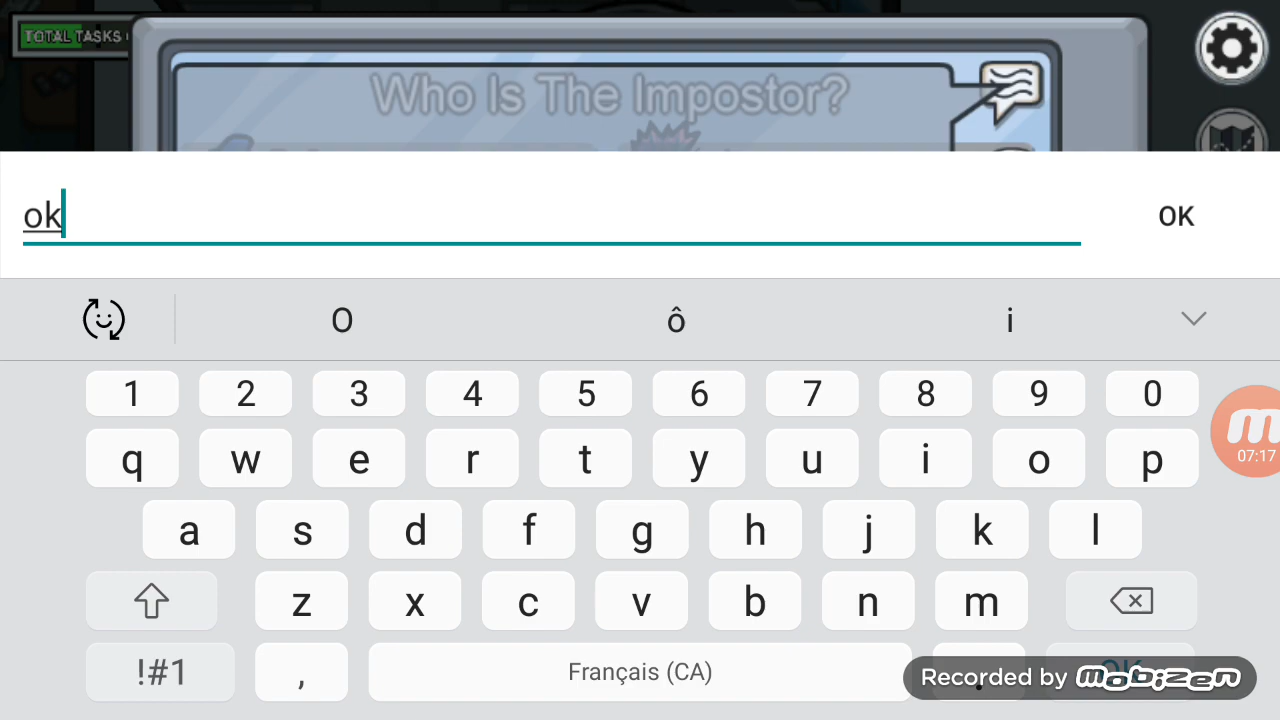 TOTAL TASKS
Who Is The Impostor?
ok
OK
O ô i
1 2 3 4 5 6 7 8 9 0
q w e r t y u i o p
07:17
a s d f g h j k l
z x c v b n m
!#1 , Français (CA) . OK
Recorded by mobizen